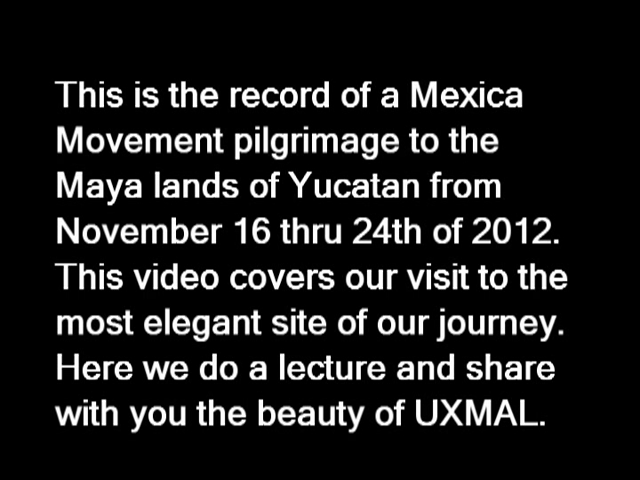 This is the record of a Mexica
Movement pilgrimage to the
Maya lands of Yucatan from
November 16 thru 24th of 2012.
This video covers our visit to the
most elegant site of our journey.
Here we do a lecture and share
with you the beauty of UXMAL.